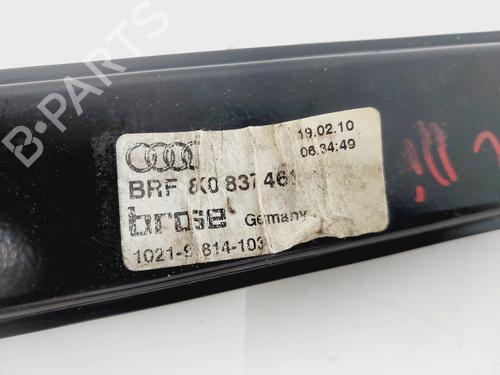 B-PARTS
19.02.10
06.34:49
BRF 8K0 837 461
brose Germany
1021-9 814-103